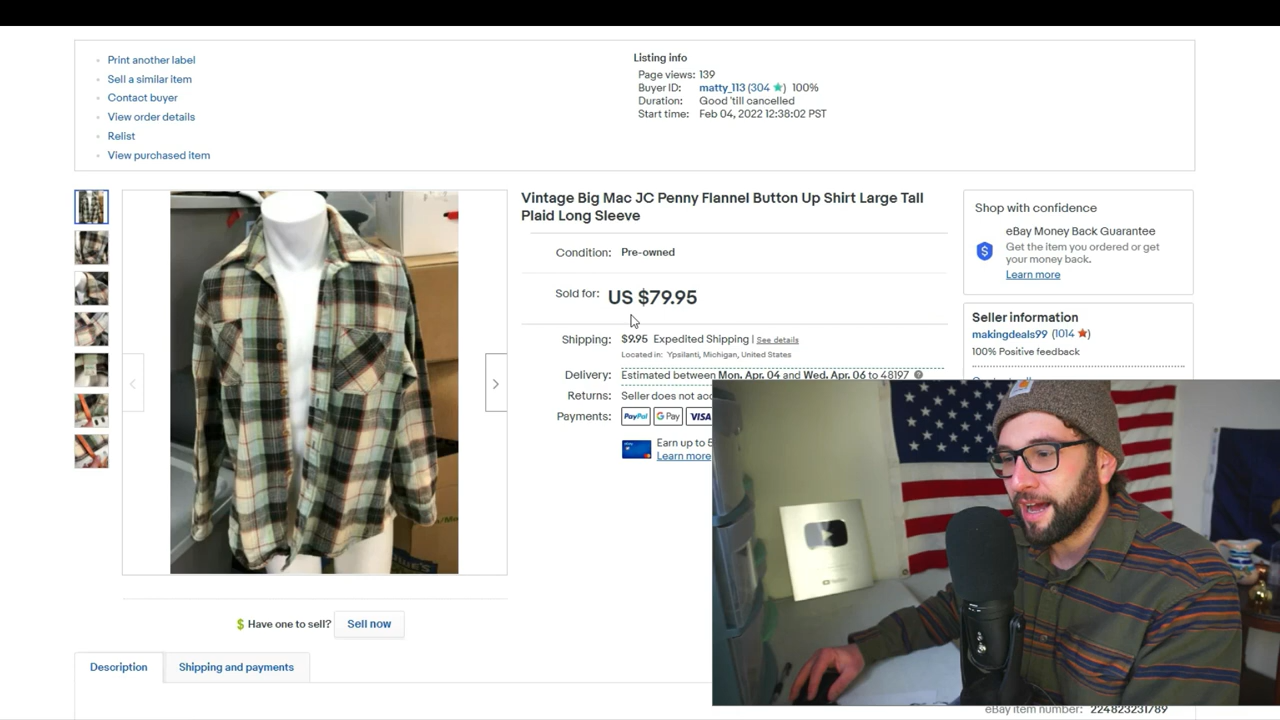 Print another label
Sell a similar item
Contact buyer
View order details
Relist
View purchased item
Listing info
Page views: 139
Buyer ID: matty_113 (304 ) 100%
Duration: Good 'till cancelled
Start time: Feb 04, 2022 12:38:02 PST
Vintage Big Mac JC Penny Flannel Button Up Shirt Large Tall
Plaid Long Sleeve
Condition: Pre-owned
Sold for: US $79.95
Shipping: $9.95 Expedited Shipping | See details
Located in: Ypsilanti, Michigan, United States
Delivery: Estimated between Mon. Apr. 04 and Wed. Apr. 06 to 48197
Returns: Seller does not acc
Payments: PayPal G Pay VISA
Earn up to 5
Learn more
Shop with confidence
eBay Money Back Guarantee
Get the item you ordered or get
your money back.
Learn more
Seller information
makingdeals99 (1014 )
100% Positive feedback
$ Have one to sell? Sell now
Description
Shipping and payments
eBay item number: 224823231789